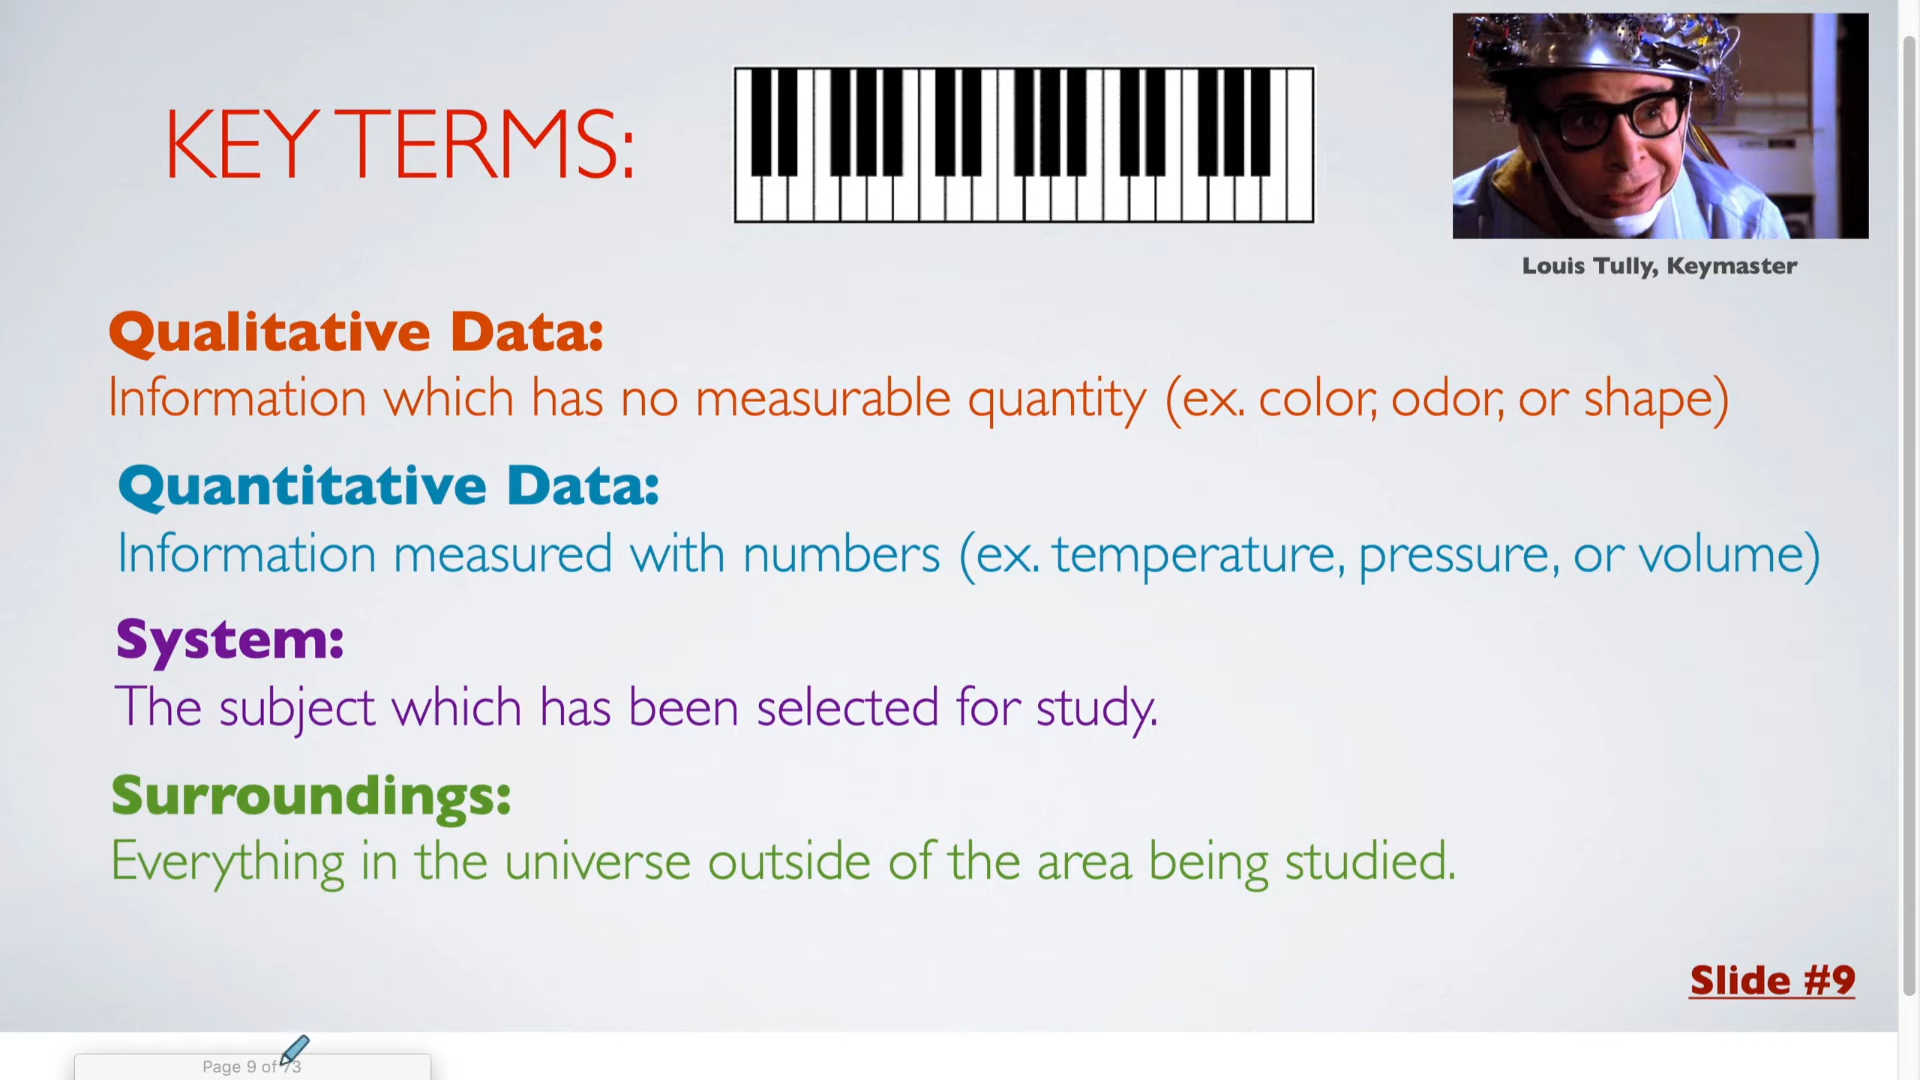 KEY TERMS:
Louis Tully, Keymaster
Qualitative Data:
Information which has no measurable quantity (ex. color, odor, or shape)
Quantitative Data:
Information measured with numbers (ex. temperature, pressure, or volume)
System:
The subject which has been selected for study.
Surroundings:
Everything in the universe outside of the area being studied.
Slide #9
Page 9 of 73